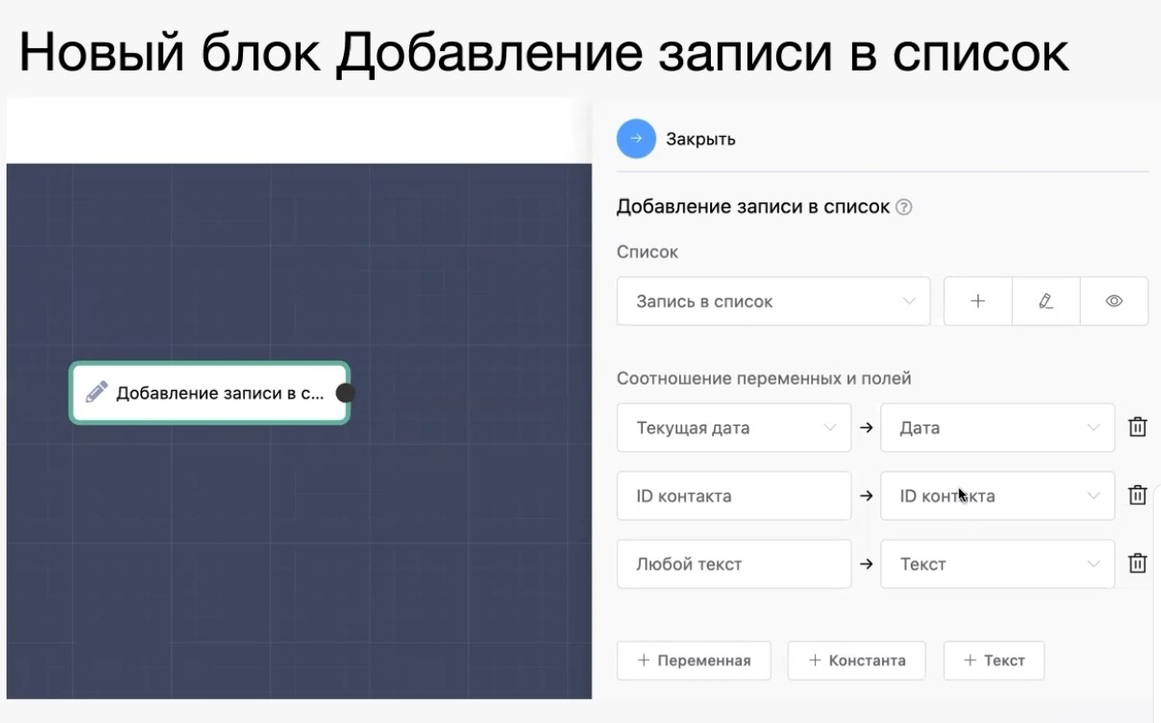 Новый блок Добавление записи в список
Закрыть
Добавление записи в список ?
Список
Запись в список
Добавление записи в с...
Соотношение переменных и полей
Текущая дата → Дата
ID контакта → ID контакта
Любой текст → Текст
+ Переменная + Константа + Текст